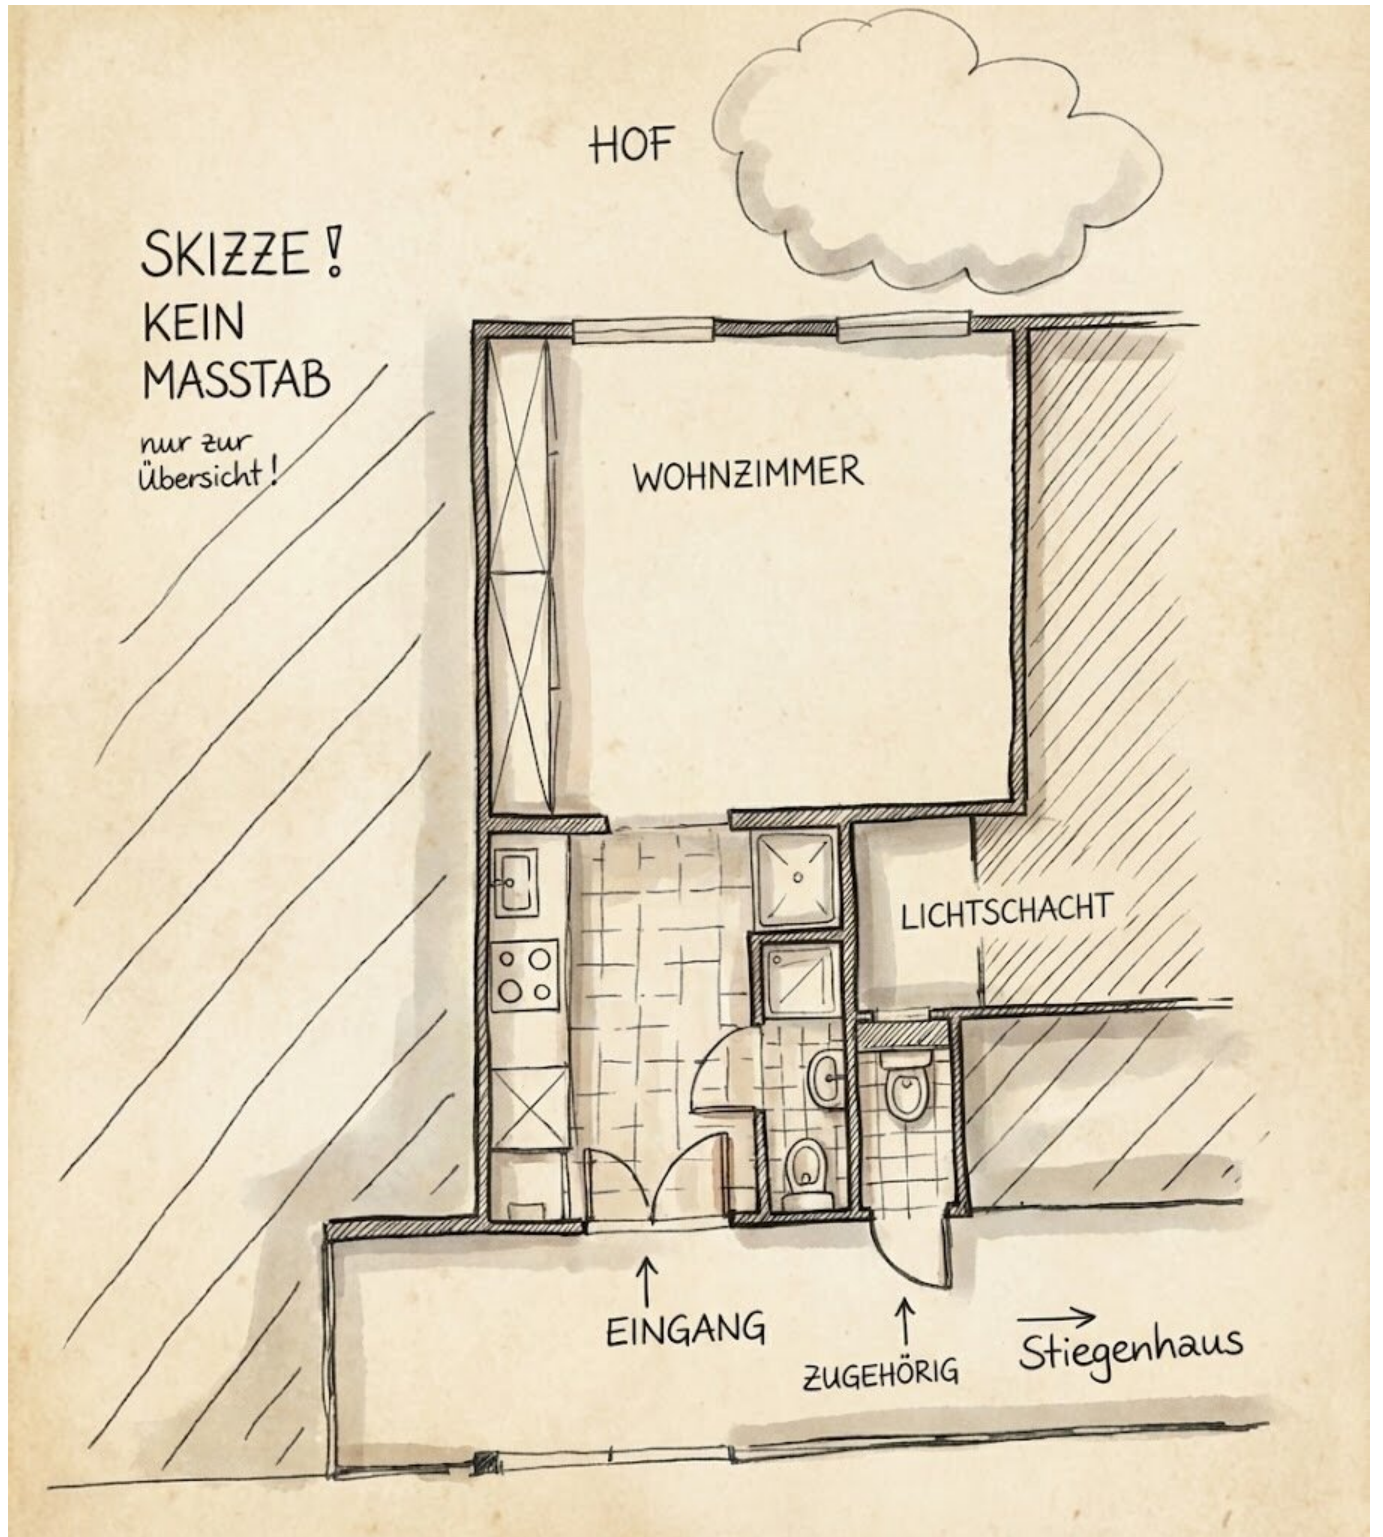 HOF
SKIZZE!
KEIN
MASSTAB
nur zur
Übersicht!
WOHNZIMMER
LICHTSCHACHT
EINGANG
ZUGEHÖRIG
Stiegenhaus